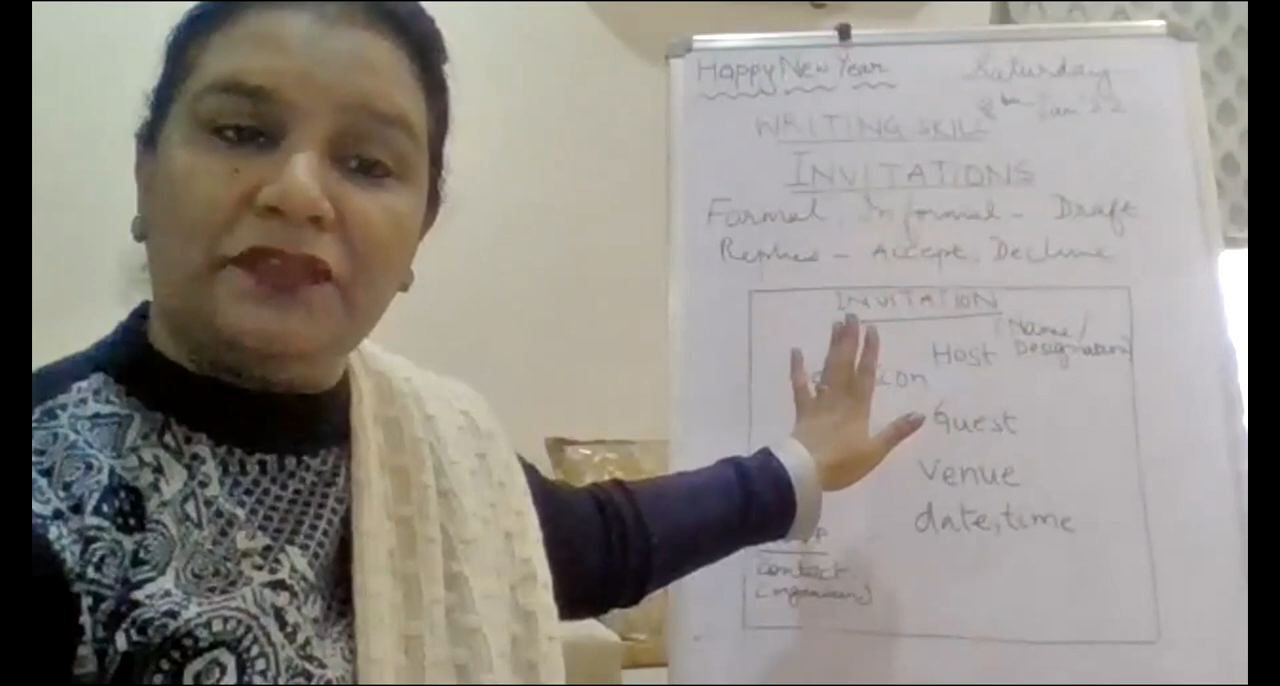 Happy New Year Saturday
8th Jan 22
WRITING SKILL
INVITATIONS
Formal, Informal - Draft
Replies - Accept, Decline
INVITATION
(Name/
Host Designation)
Guest
Venue
date, time
Contact